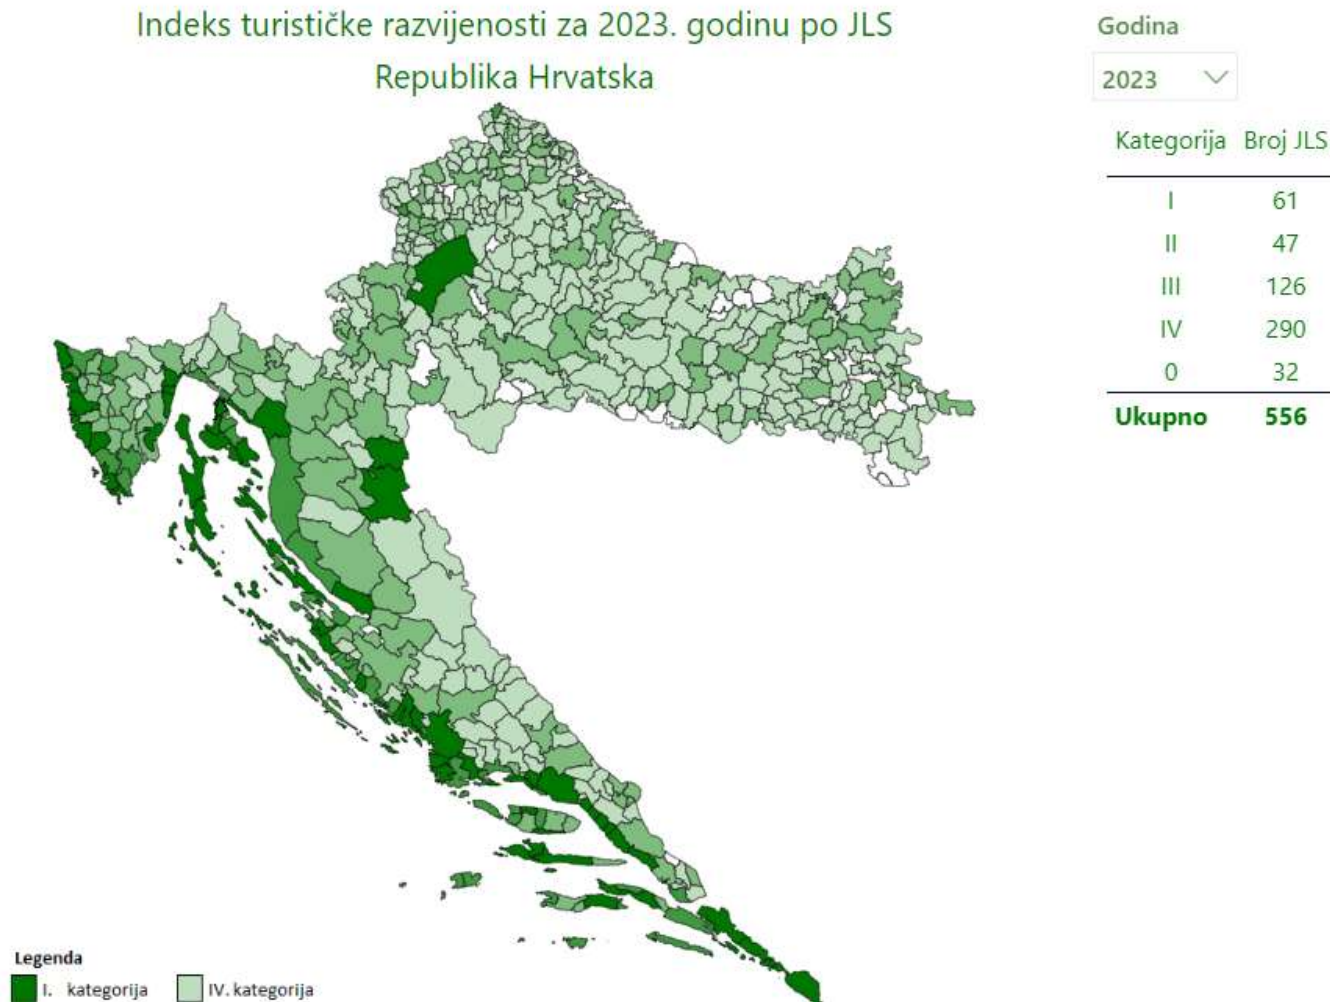 Indeks turističke razvijenosti za 2023. godinu po JLS
Republika Hrvatska
Godina
2023
Kategorija Broj JLS
I 61
II 47
III 126
IV 290
0 32
Ukupno 556
Legenda
I. kategorija IV. kategorija